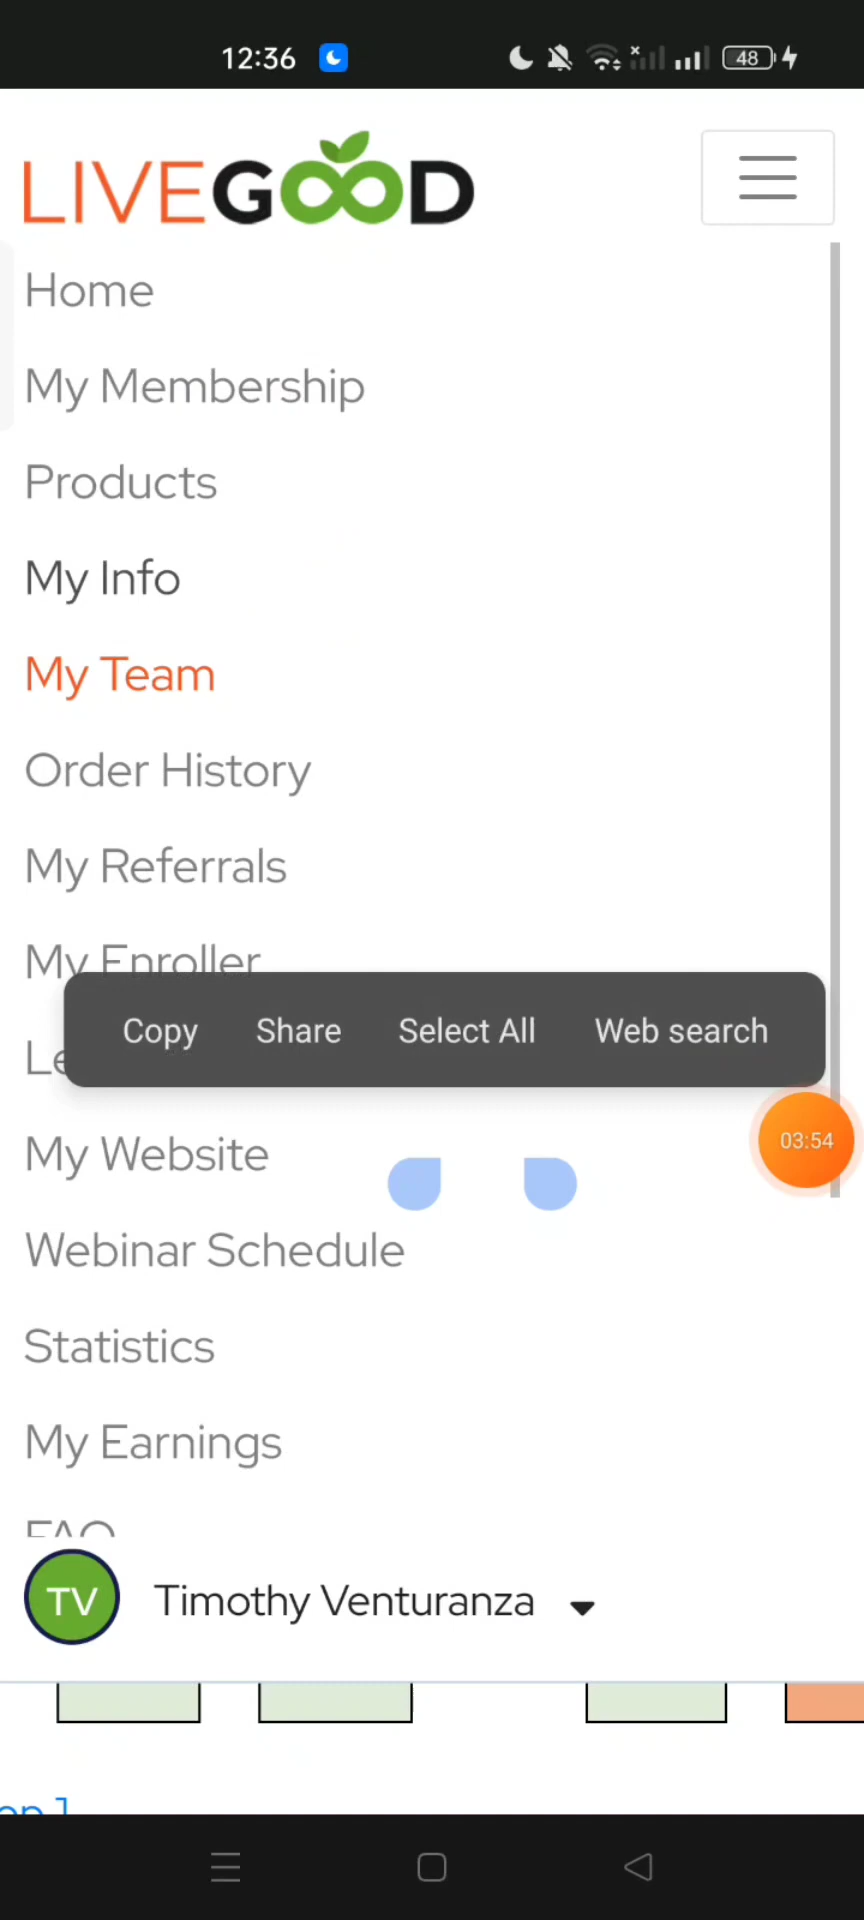 12:36
48
LIVEGOOD
Home
My Membership
Products
My Info
My Team
Order History
My Referrals
My Enroller
Copy Share Select All Web search
Le
03:54
My Website
Webinar Schedule
Statistics
My Earnings
FAQ
TV Timothy Venturanza